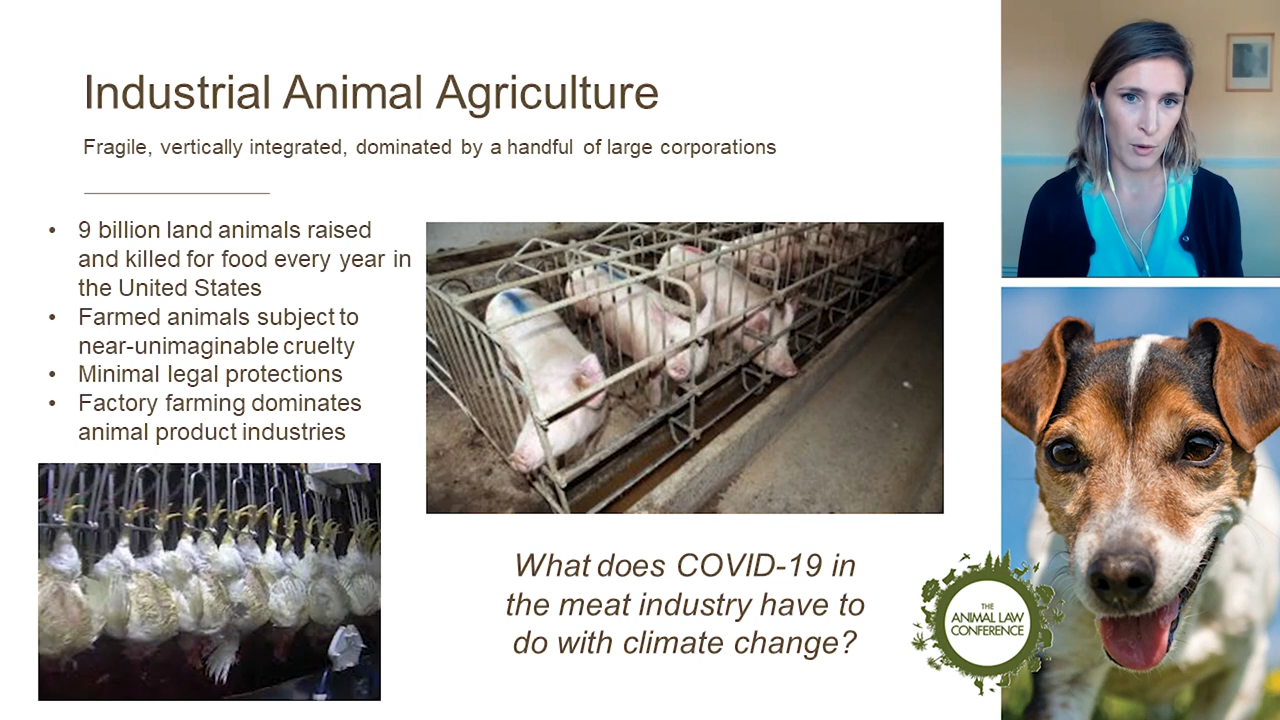 Industrial Animal Agriculture
Fragile, vertically integrated, dominated by a handful of large corporations
• 9 billion land animals raised
and killed for food every year in
the United States
• Farmed animals subject to
near-unimaginable cruelty
• Minimal legal protections
• Factory farming dominates
animal product industries
What does COVID-19 in
the meat industry have to
do with climate change?
THE
ANIMAL LAW
CONFERENCE